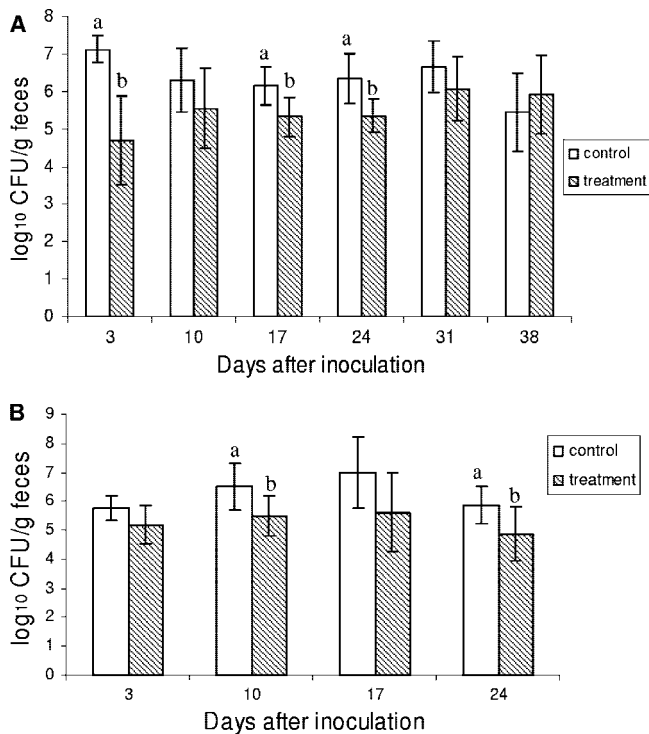 A
log10 CFU/g feces
8
7
6
5
4
3
2
1
0
a
b
a
b
a
b
3 10 17 24 31 38
Days after inoculation
control
treatment
B
log10 CFU/g feces
9
8
7
6
5
4
3
2
1
0
a
b
a
b
3 10 17 24
Days after inoculation
control
treatment